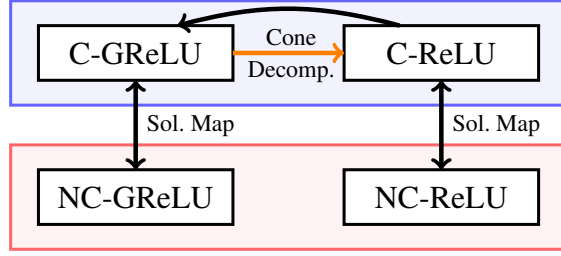 C-GReLU
Cone
Decomp.
C-ReLU
Sol. Map
Sol. Map
NC-GReLU
NC-ReLU